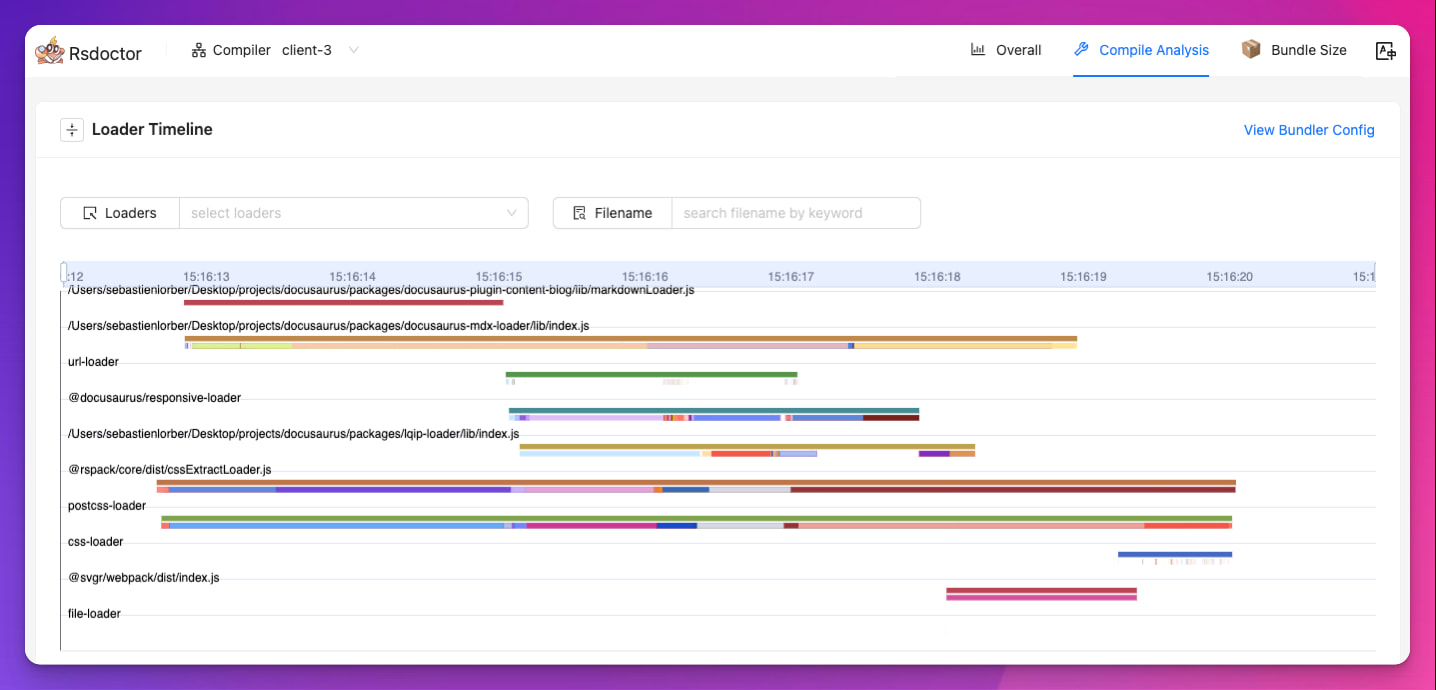 Rsdoctor Compiler client-3 Overall Compile Analysis Bundle Size
Loader Timeline View Bundler Config
Loaders select loaders Filename search filename by keyword
:12 15:16:13 15:16:14 15:16:15 15:16:16 15:16:17 15:16:18 15:16:19 15:16:20 15:1
/Users/sebastienlorber/Desktop/projects/docusaurus/packages/docusaurus-plugin-content-blog/lib/markdownLoader.js
/Users/sebastienlorber/Desktop/projects/docusaurus/packages/docusaurus-mdx-loader/lib/index.js
url-loader
@docusaurus/responsive-loader
/Users/sebastienlorber/Desktop/projects/docusaurus/packages/lqip-loader/lib/index.js
@rspack/core/dist/cssExtractLoader.js
postcss-loader
css-loader
@svgr/webpack/dist/index.js
file-loader